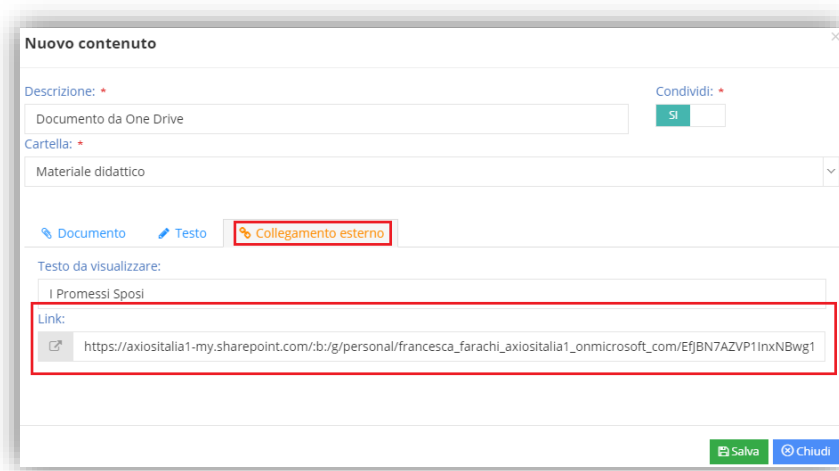 Nuovo contenuto
×
Descrizione: *
Condividi: *
Documento da One Drive
SI
Cartella: *
Materiale didattico
Documento
Testo
Collegamento esterno
Testo da visualizzare:
I Promessi Sposi
Link:
https://axiositalia1-my.sharepoint.com/:b:/g/personal/francesca_farachi_axiositalia1_onmicrosoft_com/EfJBN7AZVP1InxNBwg1
Salva
Chiudi